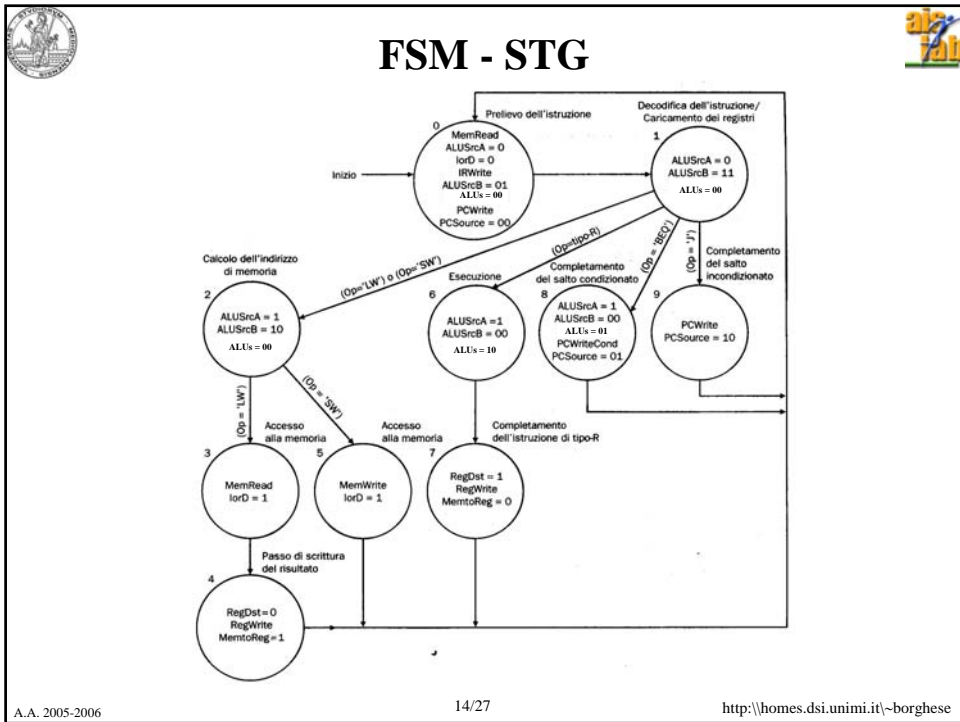 FSM - STG
Prelievo dell'istruzione
0
MemRead
ALUSrcA = 0
IorD = 0
IRWrite
ALUSrcB = 01
ALUs = 00
PCWrite
PCSource = 00
Inizio
Decodifica dell'istruzione/
Caricamento dei registri
1
ALUSrcA = 0
ALUSrcB = 11
ALUs = 00
(Op='LW') o (Op='SW')
(Op=tipo-R)
(Op = 'BEQ')
(Op = 'J')
Calcolo dell'indirizzo
di memoria
2
ALUSrcA = 1
ALUSrcB = 10
ALUs = 00
Esecuzione
6
ALUSrcA =1
ALUSrcB = 00
ALUs = 10
Completamento
del salto condizionato
8
ALUSrcA = 1
ALUSrcB = 00
ALUs = 01
PCWriteCond
PCSource = 01
Completamento
del salto
incondizionato
9
PCWrite
PCSource = 10
(Op = 'LW')
(Op = 'SW')
Accesso
alla memoria
3
MemRead
IorD = 1
Accesso
alla memoria
5
MemWrite
IorD = 1
Completamento
dell'istruzione di tipo-R
7
RegDst = 1
RegWrite
MemtoReg = 0
Passo di scrittura
del risultato
4
RegDst=0
RegWrite
MemtoReg=1
A.A. 2005-2006
14/27
http:\\homes.dsi.unimi.it\~borghese